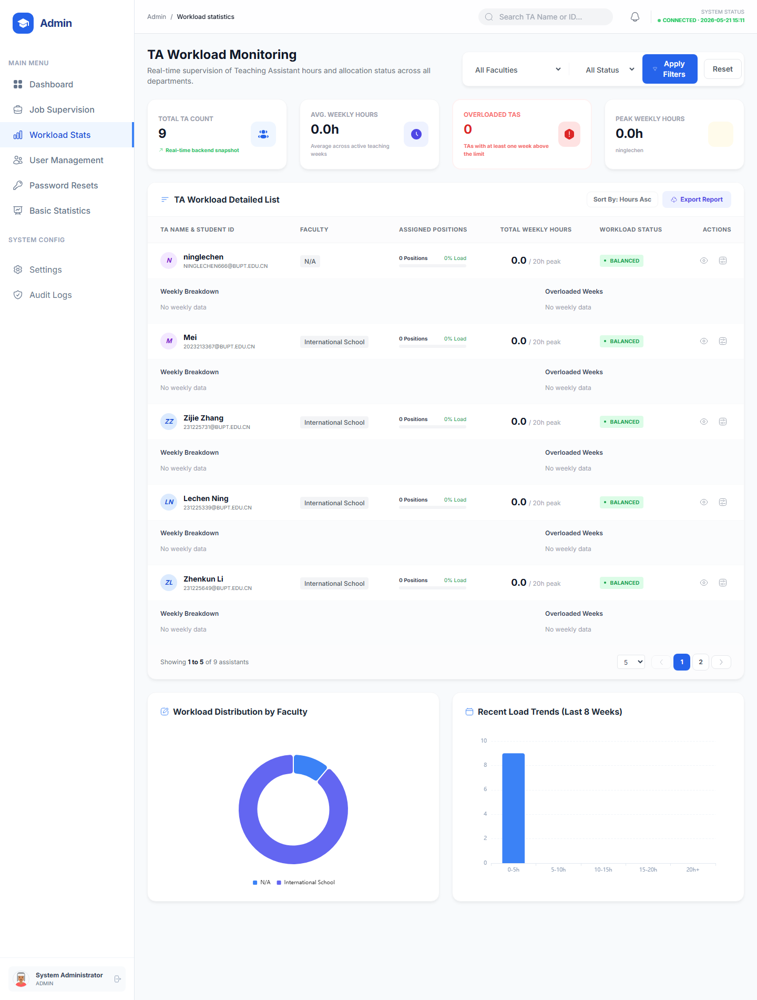 Admin
MAIN MENU
Dashboard
Job Supervision
Workload Stats
User Management
Password Resets
Basic Statistics
SYSTEM CONFIG
Settings
Audit Logs
System Administrator
ADMIN
Admin / Workload statistics
Search TA Name or ID...
SYSTEM STATUS
CONNECTED · 2026-05-21 15:11
TA Workload Monitoring
Real-time supervision of Teaching Assistant hours and allocation status across all
departments.
All Faculties
All Status
Apply
Filters
Reset
TOTAL TA COUNT
9
Real-time backend snapshot
AVG. WEEKLY HOURS
0.0h
Average across active teaching
weeks
OVERLOADED TAS
0
TAs with at least one week above
the limit
PEAK WEEKLY HOURS
0.0h
ninglechen
TA Workload Detailed List
Sort By: Hours Asc
Export Report
TA NAME & STUDENT ID FACULTY ASSIGNED POSITIONS TOTAL WEEKLY HOURS WORKLOAD STATUS ACTIONS
N
ninglechen
NINGLECHEN666@BUPT.EDU.CN
N/A
0 Positions 0% Load
0.0 / 20h peak
BALANCED
Weekly Breakdown
No weekly data
Overloaded Weeks
No weekly data
M
Mei
2023213367@BUPT.EDU.CN
International School
0 Positions 0% Load
0.0 / 20h peak
BALANCED
Weekly Breakdown
No weekly data
Overloaded Weeks
No weekly data
ZZ
Zijie Zhang
231225731@BUPT.EDU.CN
International School
0 Positions 0% Load
0.0 / 20h peak
BALANCED
Weekly Breakdown
No weekly data
Overloaded Weeks
No weekly data
LN
Lechen Ning
231225339@BUPT.EDU.CN
International School
0 Positions 0% Load
0.0 / 20h peak
BALANCED
Weekly Breakdown
No weekly data
Overloaded Weeks
No weekly data
ZL
Zhenkun Li
231225649@BUPT.EDU.CN
International School
0 Positions 0% Load
0.0 / 20h peak
BALANCED
Weekly Breakdown
No weekly data
Overloaded Weeks
No weekly data
Showing 1 to 5 of 9 assistants
5
1
2
Workload Distribution by Faculty
N/A International School
Recent Load Trends (Last 8 Weeks)
10
8
6
4
2
0
0-5h 5-10h 10-15h 15-20h 20h+